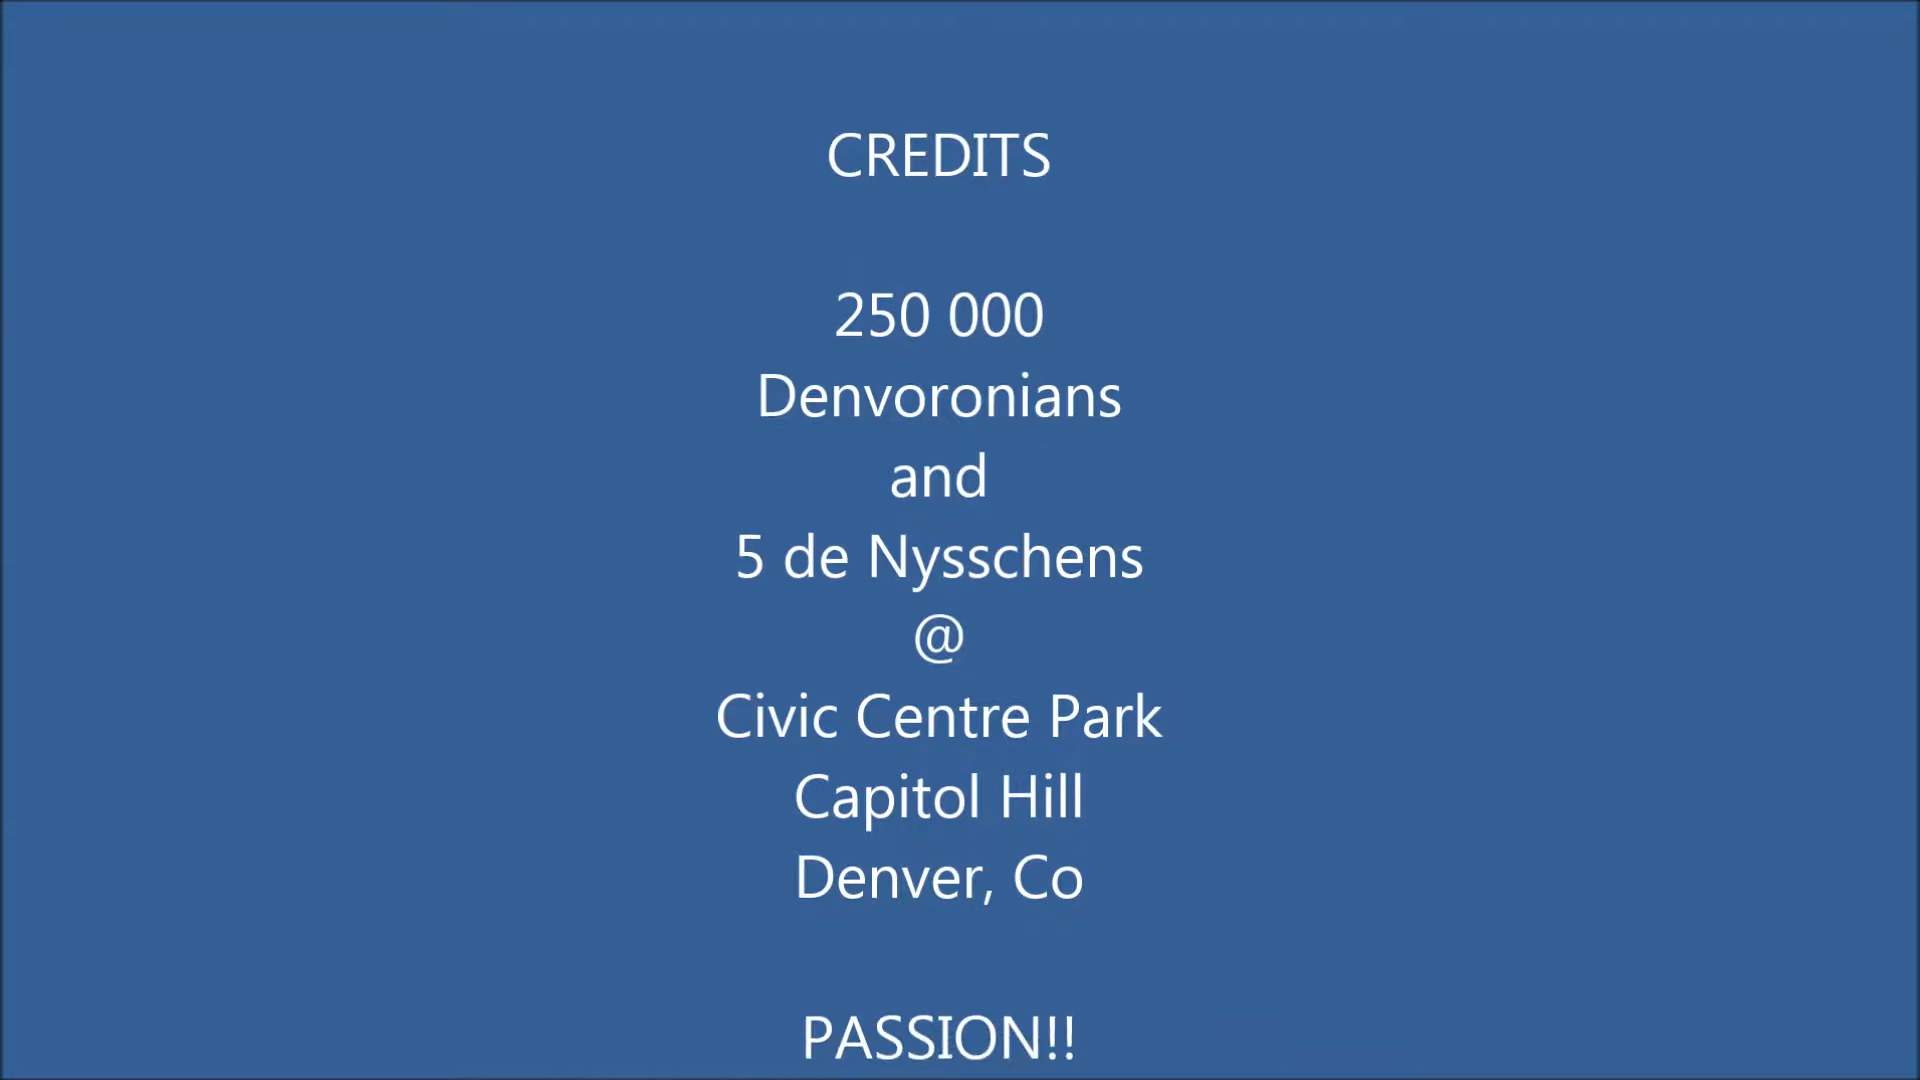 CREDITS
250 000
Denvoronians
and
5 de Nysschens
@
Civic Centre Park
Capitol Hill
Denver, Co
PASSION!!